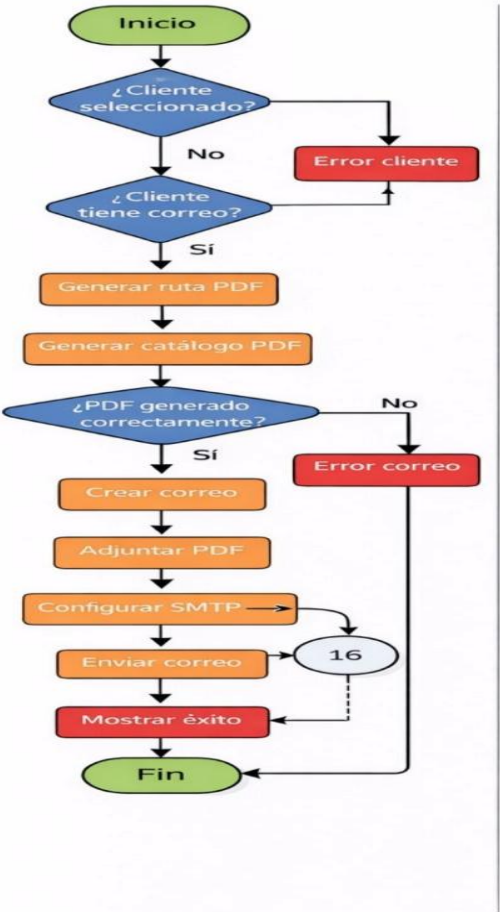 Inicio
¿Cliente
seleccionado?
No
Error cliente
¿Cliente
tiene correo?
Sí
Generar ruta PDF
Generar catálogo PDF
¿PDF generado
correctamente?
No
Sí
Error correo
Crear correo
Adjuntar PDF
Configurar SMTP
16
Enviar correo
Mostrar éxito
Fin